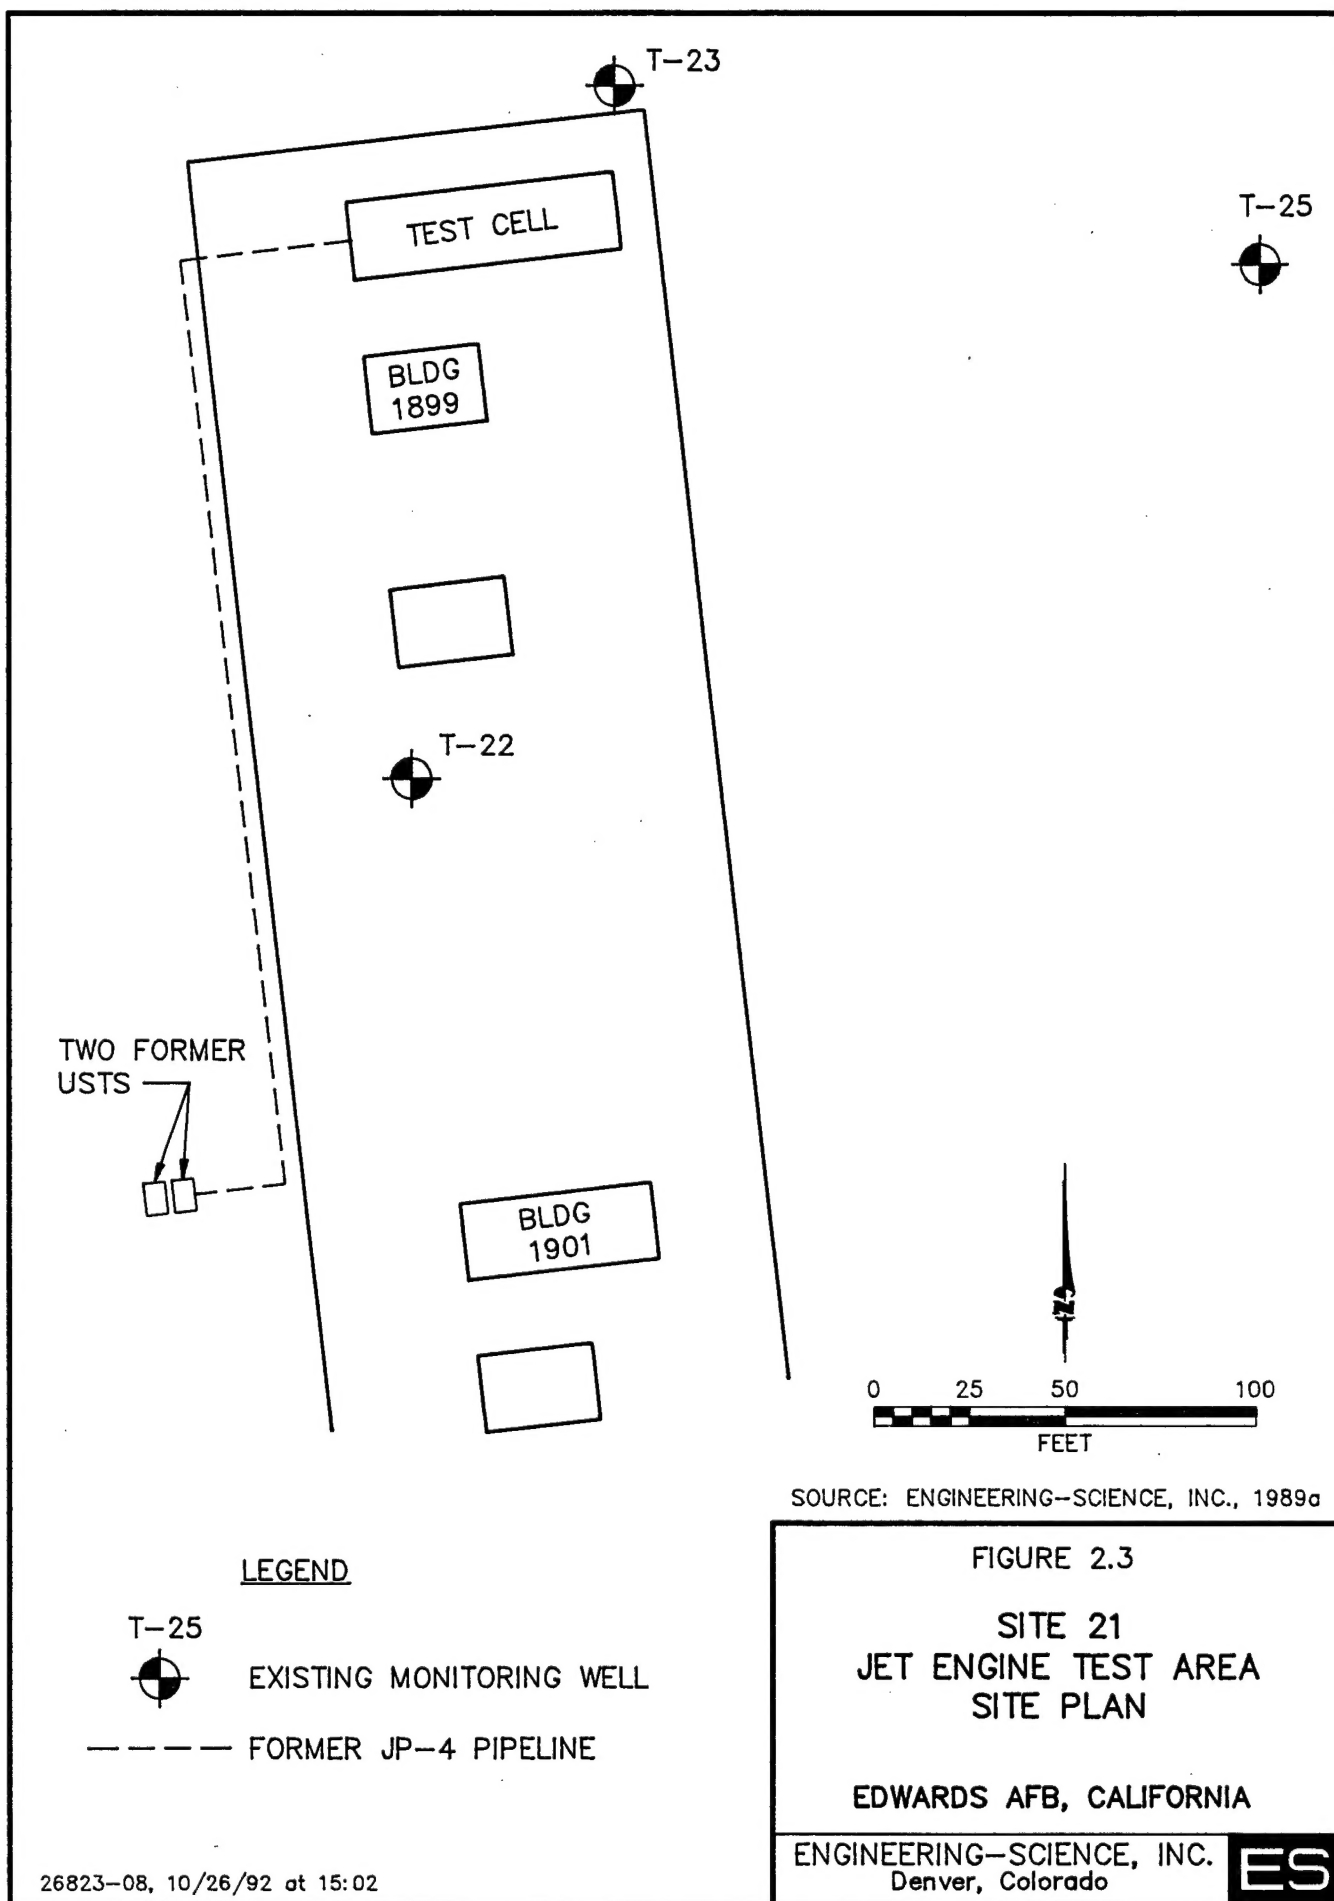 T-23
T-25
TEST CELL
BLDG
1899
T-22
TWO FORMER
USTS
BLDG
1901
N
0 25 50 100
FEET
SOURCE: ENGINEERING-SCIENCE, INC., 1989a
LEGEND
T-25
EXISTING MONITORING WELL
FORMER JP-4 PIPELINE
FIGURE 2.3
SITE 21
JET ENGINE TEST AREA
SITE PLAN
EDWARDS AFB, CALIFORNIA
ENGINEERING-SCIENCE, INC.
Denver, Colorado
ES
26823-08, 10/26/92 at 15:02